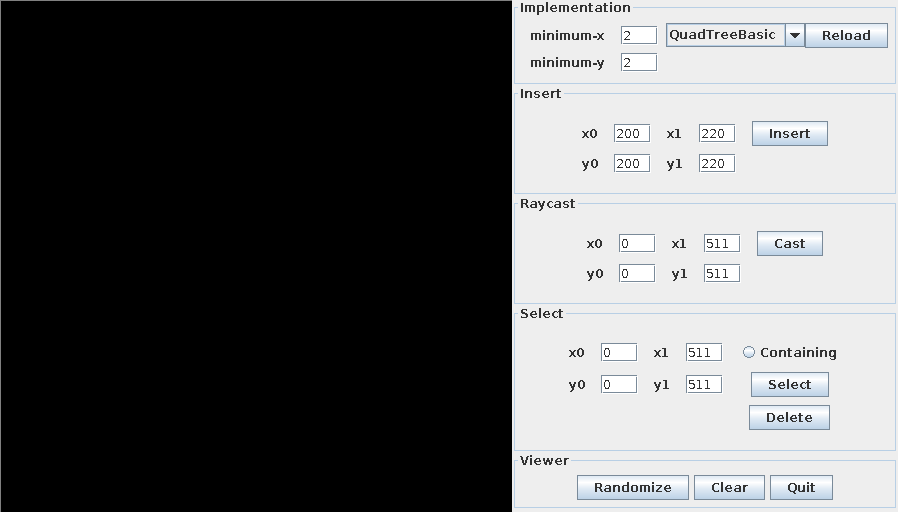 Implementation
minimum-x 2 QuadTreeBasic Reload
minimum-y 2
Insert
x0 200 x1 220 Insert
y0 200 y1 220
Raycast
x0 0 x1 511 Cast
y0 0 y1 511
Select
x0 0 x1 511 Containing
y0 0 y1 511 Select
Delete
Viewer
Randomize Clear Quit